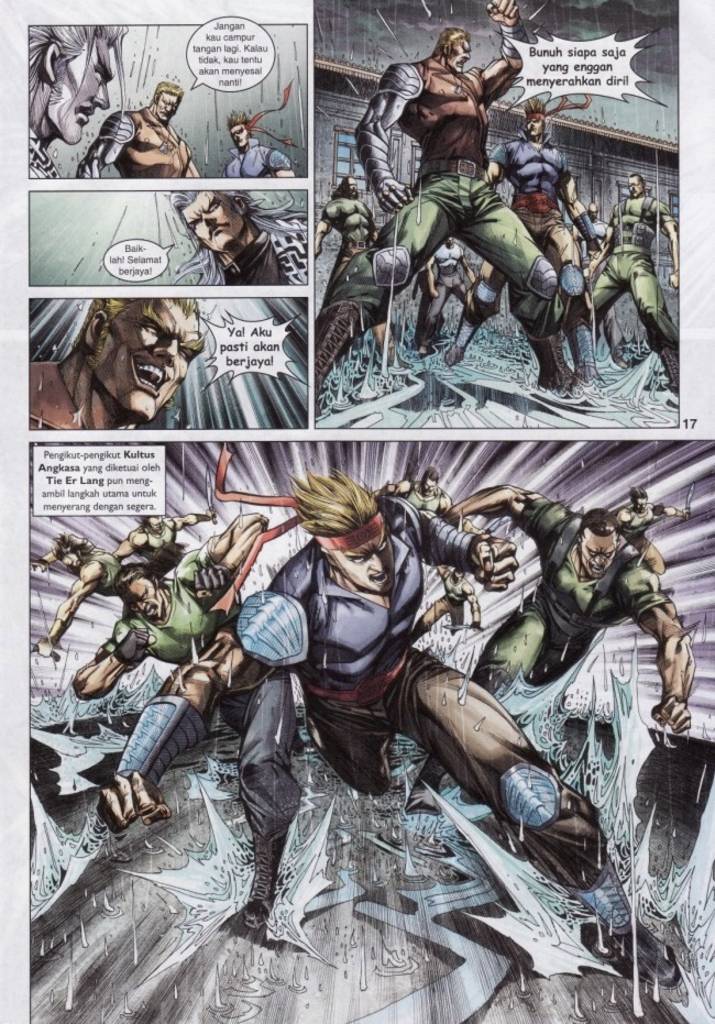 Jangan
kau campur
tangan lagi. Kalau
tidak, kau tentu
akan menyesal
nanti!
Baik-
lah! Selamat
berjaya!
Ya! Aku
pasti akan
berjaya!
Bunuh siapa saja
yang enggan
menyerahkan diri!
17
Pengikut-pengikut Kultus
Angkasa yang diketuai oleh
Tie Er Lang pun meng-
ambil langkah utama untuk
menyerang dengan segera.